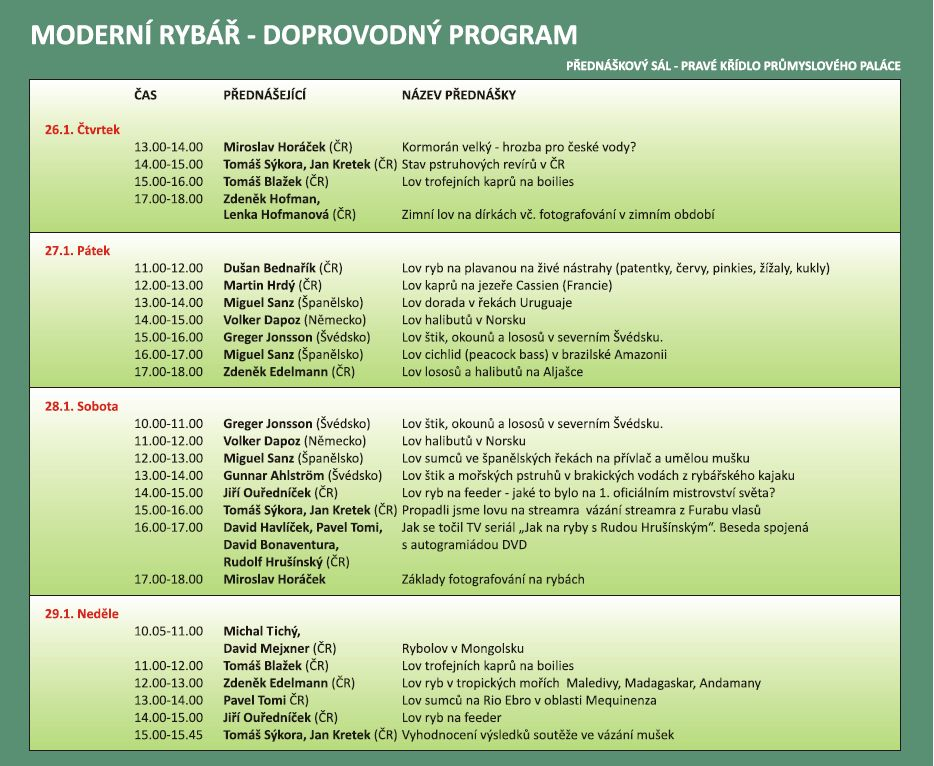 MODERNÍ RYBÁŘ - DOPROVODNÝ PROGRAM
PŘEDNÁŠKOVÝ SÁL - PRAVÉ KŘÍDLO PRŮMYSLOVÉHO PALÁCE
ČAS PŘEDNÁŠEJÍCÍ NÁZEV PŘEDNÁŠKY
26.1. Čtvrtek
13.00-14.00 Miroslav Horáček (ČR) Kormorán velký - hrozba pro české vody?
14.00-15.00 Tomáš Sýkora, Jan Kretek (ČR) Stav pstruhových revírů v ČR
15.00-16.00 Tomáš Blažek (ČR) Lov trofejních kaprů na boilies
17.00-18.00 Zdeněk Hofman,
Lenka Hofmanová (ČR) Zimní lov na dírkách vč. fotografování v zimním období
27.1. Pátek
11.00-12.00 Dušan Bednařík (ČR) Lov ryb na plavanou na živé nástrahy (patentky, červy, pinkies, žížaly, kukly)
12.00-13.00 Martin Hrdý (ČR) Lov kaprů na jezeře Cassien (Francie)
13.00-14.00 Miguel Sanz (Španělsko) Lov dorada v řekách Uruguaje
14.00-15.00 Volker Dapoz (Německo) Lov halibutů v Norsku
15.00-16.00 Greger Jonsson (Švédsko) Lov štik, okounů a lososů v severním Švédsku.
16.00-17.00 Miguel Sanz (Španělsko) Lov cichlid (peacock bass) v brazilské Amazonii
17.00-18.00 Zdeněk Edelmann (ČR) Lov lososů a halibutů na Aljašce
28.1. Sobota
10.00-11.00 Greger Jonsson (Švédsko) Lov štik, okounů a lososů v severním Švédsku.
11.00-12.00 Volker Dapoz (Německo) Lov halibutů v Norsku
12.00-13.00 Miguel Sanz (Španělsko) Lov sumců ve španělských řekách na přívlač a umělou mušku
13.00-14.00 Gunnar Ahlström (Švédsko) Lov štik a mořských pstruhů v brakických vodách z rybářského kajaku
14.00-15.00 Jiří Ouředníček (ČR) Lov ryb na feeder - jaké to bylo na 1. oficiálním mistrovství světa?
15.00-16.00 Tomáš Sýkora, Jan Kretek (ČR) Propadli jsme lovu na streamra vázání streamra z Furabu vlasů
16.00-17.00 David Havlíček, Pavel Tomi, Jak se točil TV seriál „Jak na ryby s Rudou Hrušínským“. Beseda spojená
David Bonaventura, s autogramiádou DVD
Rudolf Hrušínský (ČR)
17.00-18.00 Miroslav Horáček Základy fotografování na rybách
29.1. Neděle
10.05-11.00 Michal Tichý,
David Mejxner (ČR) Rybolov v Mongolsku
11.00-12.00 Tomáš Blažek (ČR) Lov trofejních kaprů na boilies
12.00-13.00 Zdeněk Edelmann (ČR) Lov ryb v tropických mořích Maledivy, Madagaskar, Andamany
13.00-14.00 Pavel Tomi ČR) Lov sumců na Rio Ebro v oblasti Mequinenza
14.00-15.00 Jiří Ouředníček (ČR) Lov ryb na feeder
15.00-15.45 Tomáš Sýkora, Jan Kretek (ČR) Vyhodnocení výsledků soutěže ve vázání mušek